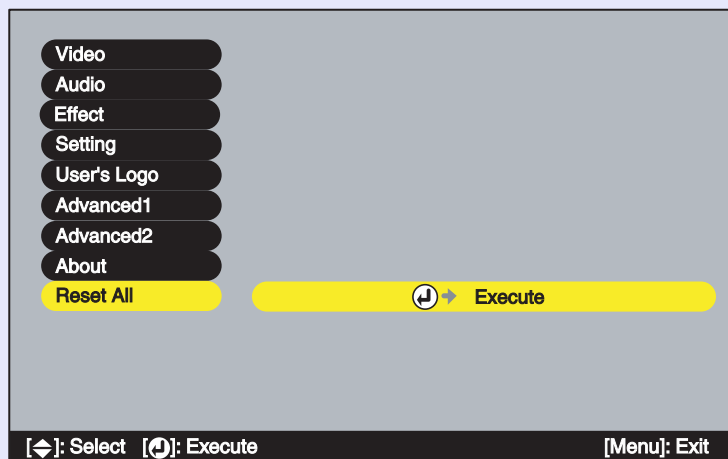 Video
Audio
Effect
Setting
User's Logo
Advanced1
Advanced2
About
Reset All
Execute
[]: Select []: Execute [Menu]: Exit